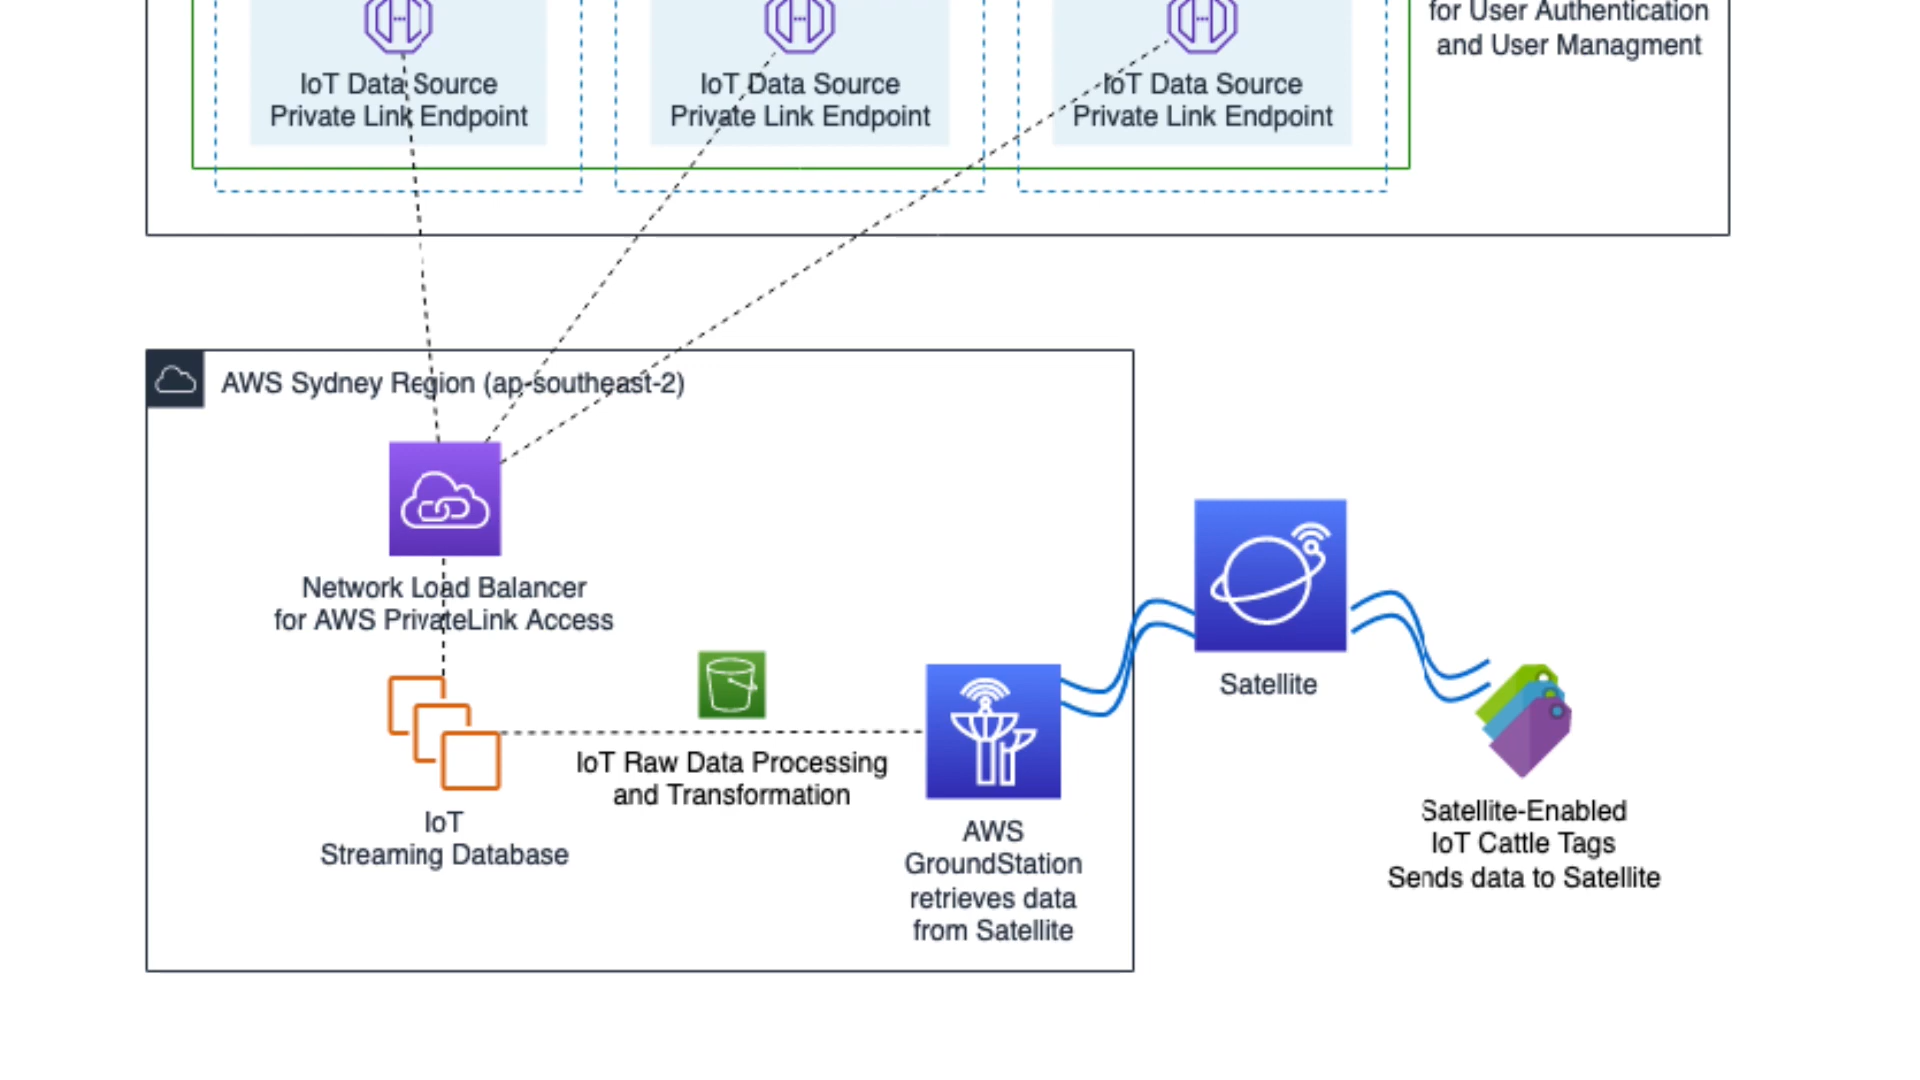 for User Authentication
and User Managment
IoT Data Source
Private Link Endpoint
IoT Data Source
Private Link Endpoint
IoT Data Source
Private Link Endpoint
AWS Sydney Region (ap-southeast-2)
Network Load Balancer
for AWS PrivateLink Access
IoT
Streaming Database
IoT Raw Data Processing
and Transformation
AWS
GroundStation
retrieves data
from Satellite
Satellite
Satellite-Enabled
IoT Cattle Tags
Sends data to Satellite